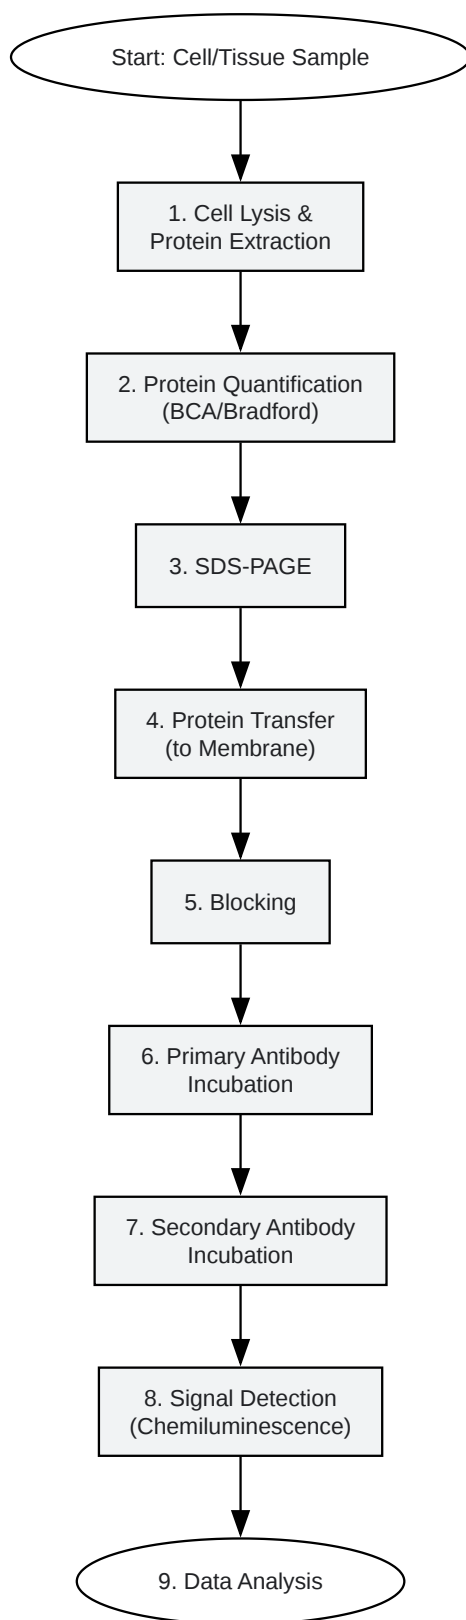 Start: Cell/Tissue Sample
1. Cell Lysis &
Protein Extraction
2. Protein Quantification
(BCA/Bradford)
3. SDS-PAGE
4. Protein Transfer
(to Membrane)
5. Blocking
6. Primary Antibody
Incubation
7. Secondary Antibody
Incubation
8. Signal Detection
(Chemiluminescence)
9. Data Analysis